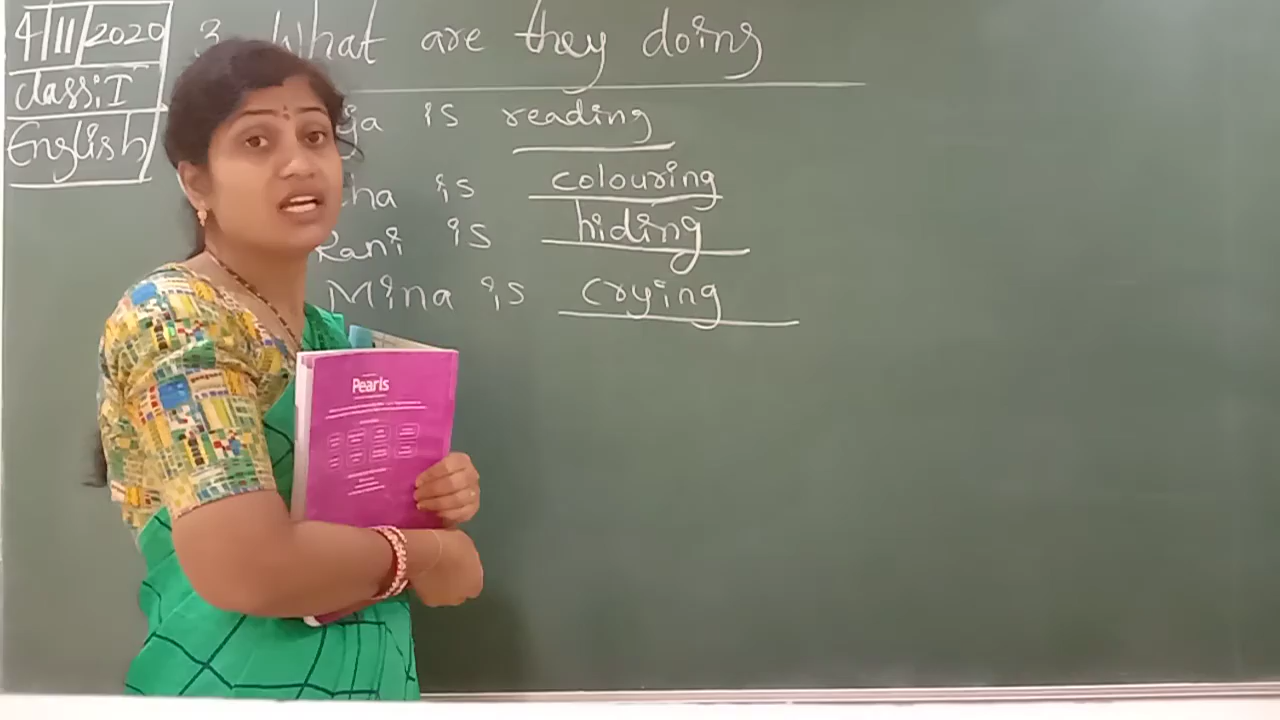 4/11/2020
Class: I
English
3. What are they doing
is reading
is colouring
Rani is hiding
Mina is crying
Pearls